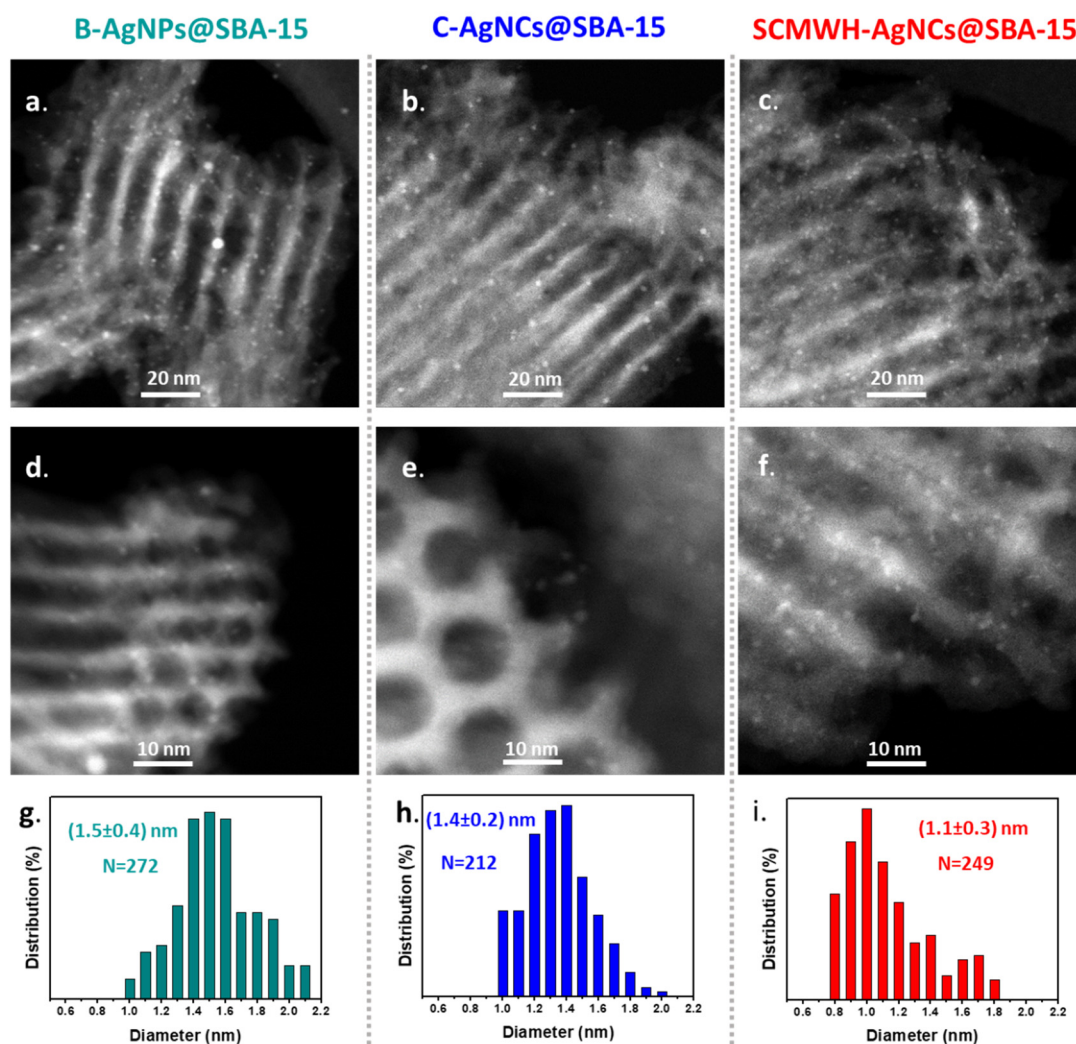 B-AgNPs@SBA-15
C-AgNCs@SBA-15
SCMWH-AgNCs@SBA-15
a.
20 nm
b.
20 nm
c.
20 nm
d.
10 nm
e.
10 nm
f.
10 nm
g.
(1.5±0.4) nm
N=272
Distribution (%)
0.6 0.8 1.0 1.2 1.4 1.6 1.8 2.0 2.2
Diameter (nm)
h.
(1.4±0.2) nm
N=212
Distribution (%)
0.6 0.8 1.0 1.2 1.4 1.6 1.8 2.0 2.2
Diameter (nm)
i.
(1.1±0.3) nm
N=249
Distribution (%)
0.6 0.8 1.0 1.2 1.4 1.6 1.8 2.0 2.2
Diameter (nm)